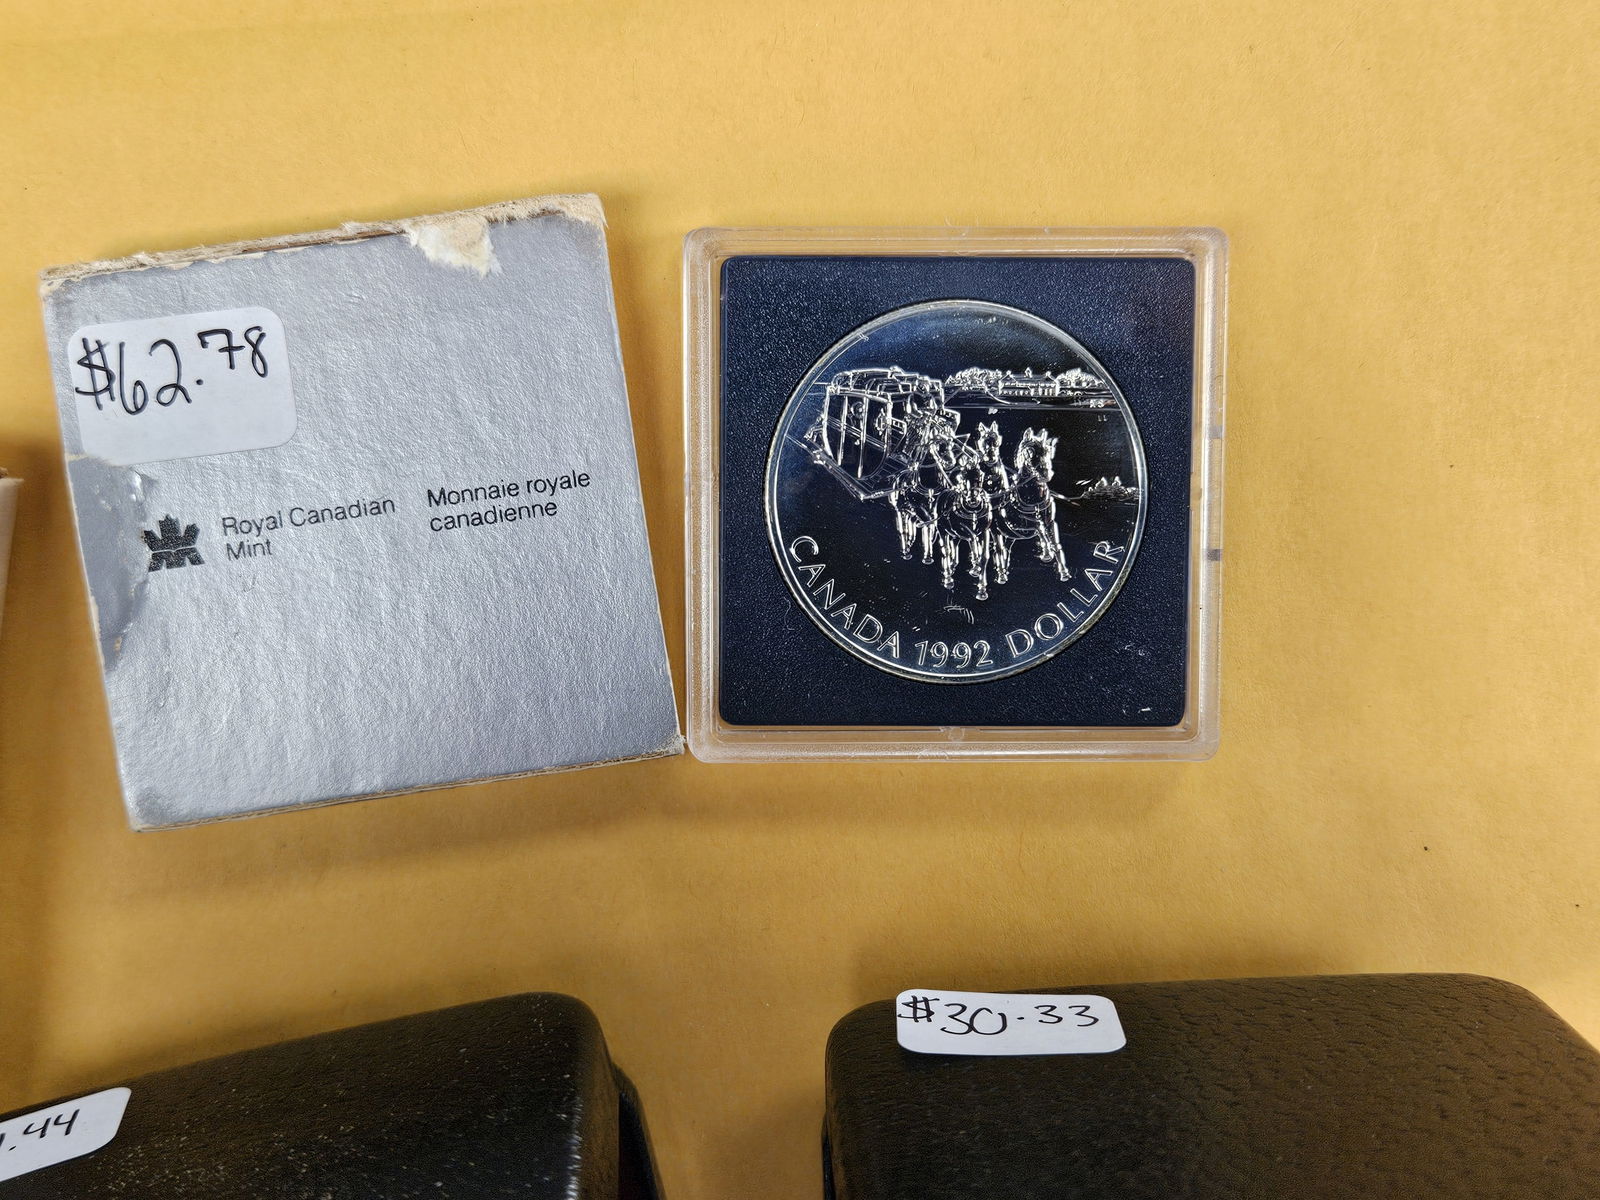 $62.78
Royal Canadian
Mint
Monnaie royale
canadienne
CANADA 1992 DOLLAR
$30.33
.44